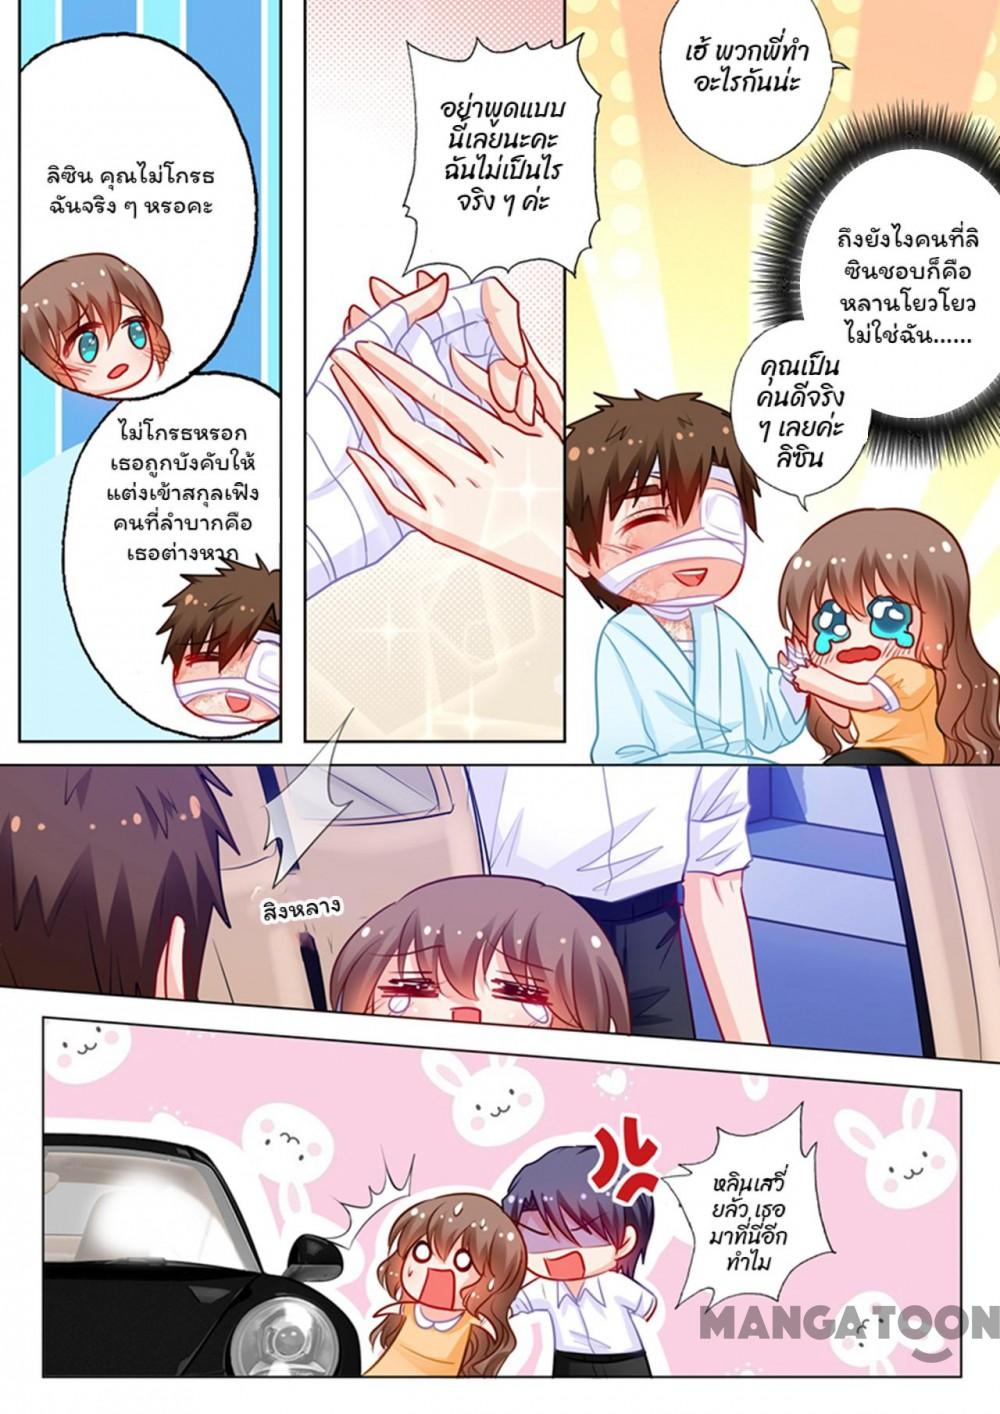 ลิซิน คุณไม่โกรธ
ฉันจริง ๆ หรอคะ
ไม่โกรธหรอก
เธอถูกบังคับให้
แต่งเข้าสกุลเฟิง
คนที่ลำบากคือ
เธอต่างหาก
อย่าพูดแบบ
นี้เลยนะคะ
ฉันไม่เป็นไร
จริง ๆ ค่ะ
เฮ้ พวกพี่ทำ
อะไรกันน่ะ
ถึงยังไงคนที่ลิ
ซินชอบก็คือ
หลานโยวโยว
ไม่ใช่ฉัน......
คุณเป็น
คนดีจริง
ๆ เลยค่ะ
ลิซิน
สิงหลาง
หลินเสวี่
ยลั่ว เธอ
มาที่นี่อีก
ทำไม
MANGATOON